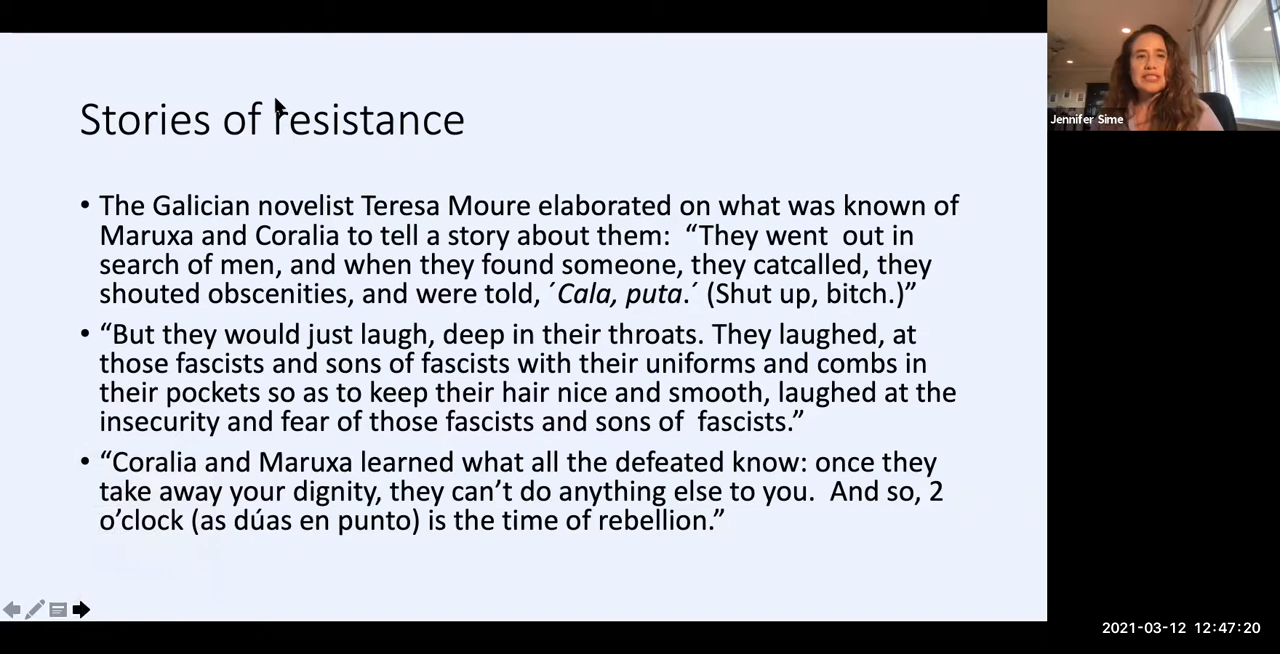 Stories of resistance
• The Galician novelist Teresa Moure elaborated on what was known of
Maruxa and Coralia to tell a story about them:  “They went  out in
search of men, and when they found someone, they catcalled, they
shouted obscenities, and were told, ´Cala, puta.´ (Shut up, bitch.)”
• “But they would just laugh, deep in their throats. They laughed, at
those fascists and sons of fascists with their uniforms and combs in
their pockets so as to keep their hair nice and smooth, laughed at the
insecurity and fear of those fascists and sons of  fascists.”
• “Coralia and Maruxa learned what all the defeated know: once they
take away your dignity, they can’t do anything else to you.  And so, 2
o’clock (as dúas en punto) is the time of rebellion.”
Jennifer Sime
2021-03-12 12:47:20